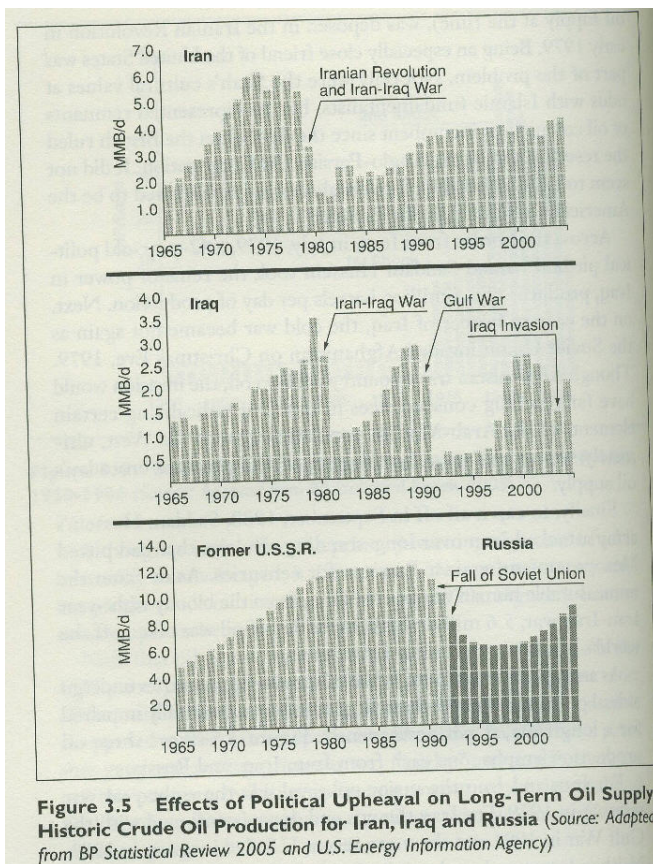 7.0
Iran
6.0
Iranian Revolution
and Iran-Iraq War
5.0
4.0
MMB/d
3.0
2.0
1.0
1965 1970 1975 1980 1985 1990 1995 2000
4.0
Iraq
Iran-Iraq War
Gulf War
3.5
Iraq Invasion
3.0
2.5
MMB/d
2.0
1.5
1.0
0.5
1965 1970 1975 1980 1985 1990 1995 2000
14.0
Former U.S.S.R.
Russia
12.0
Fall of Soviet Union
10.0
MMB/d
8.0
6.0
4.0
2.0
1965 1970 1975 1980 1985 1990 1995 2000
Figure 3.5 Effects of Political Upheaval on Long-Term Oil Supply
Historic Crude Oil Production for Iran, Iraq and Russia (Source: Adapted
from BP Statistical Review 2005 and U.S. Energy Information Agency)